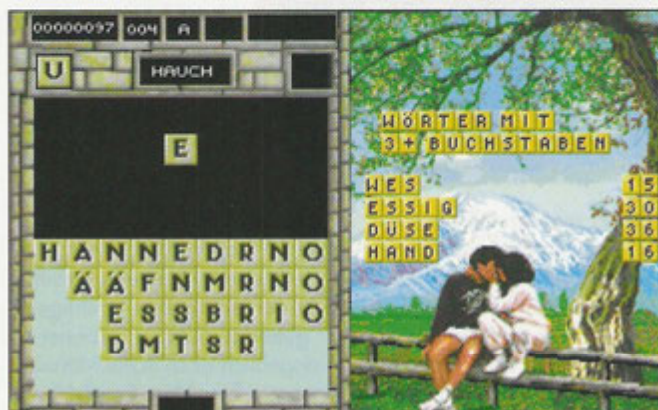 00000097 004 A
U HAUCH
E
HANNEDRNO
ÄÄFNMRNO
ESSBRIO
DMTSR
WÖRTER MIT
3+ BUCHSTABEN
WES 15
ESSIG 30
DÜSE 36
HAND 16